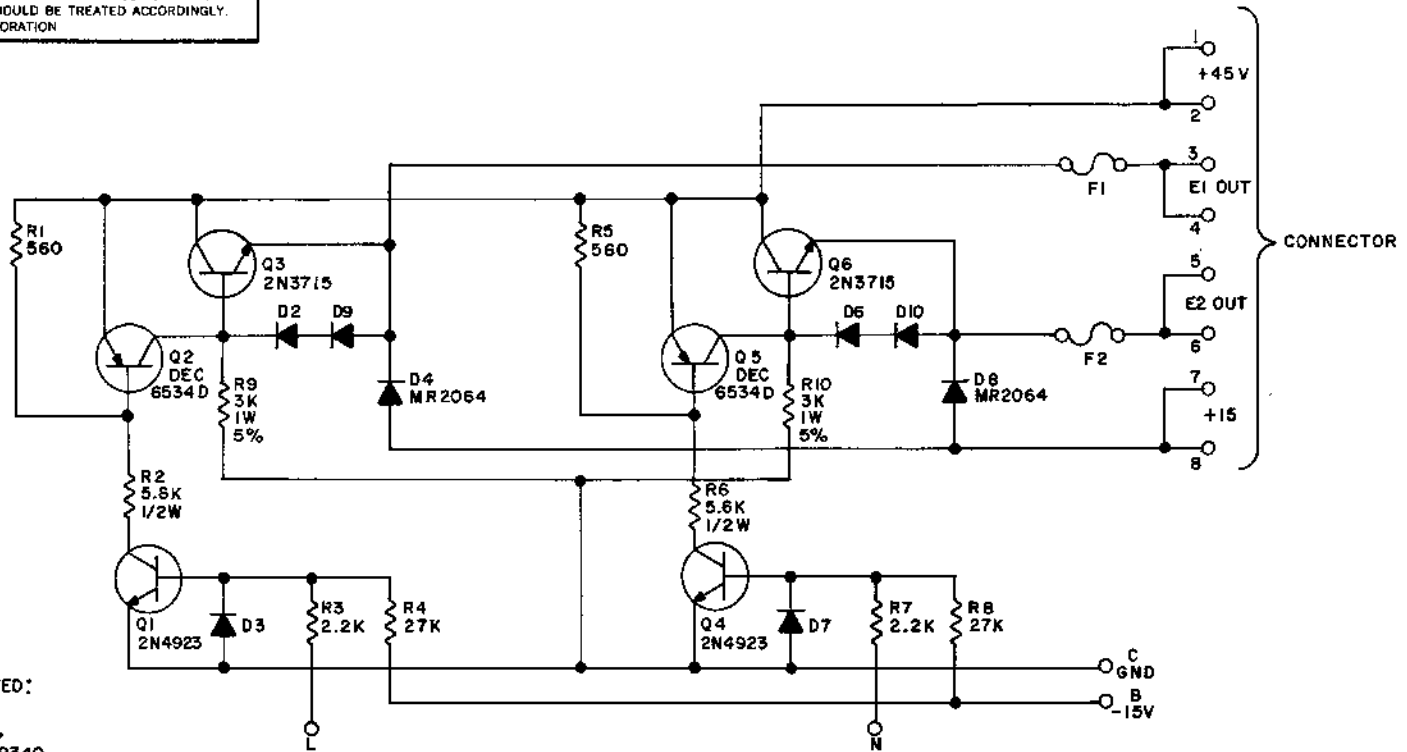 SHOULD BE TREATED ACCORDINGLY.
ORATION
1
+45V
2
3
E1 OUT
4
F1
5
E2 OUT
6
F2
7
+15
8
CONNECTOR
R1
560
Q3
2N3715
R5
560
Q6
2N3715
D2
D9
D6
D10
Q2
DEC
6534D
R9
3K
1W
5%
D4
MR2064
Q5
DEC
6534D
R10
3K
1W
5%
D8
MR2064
R2
5.6K
1/2W
R6
5.6K
1/2W
Q1
2N4923
D3
R3
2.2K
R4
27K
Q4
2N4923
D7
R7
2.2K
R8
27K
C
GND
B
-15V
L
N
TED: